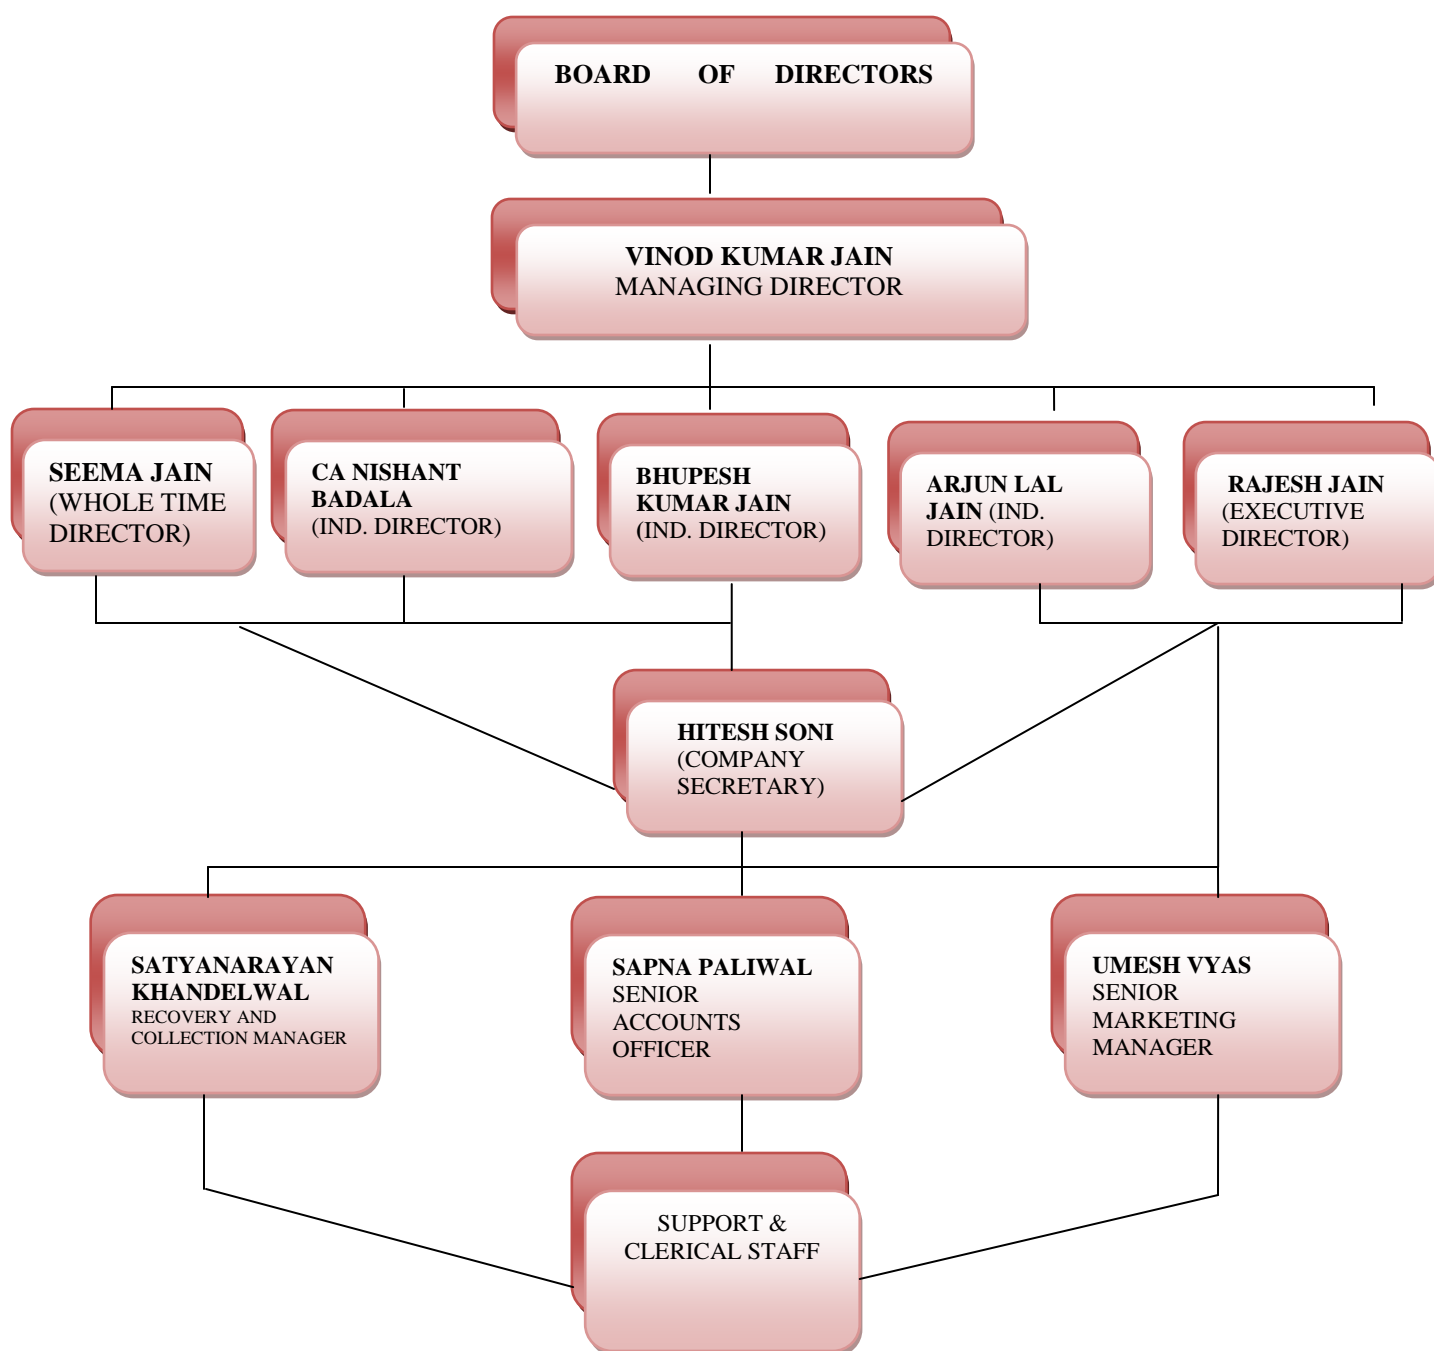 BOARD OF DIRECTORS
VINOD KUMAR JAIN
MANAGING DIRECTOR
SEEMA JAIN
(WHOLE TIME
DIRECTOR)
CA NISHANT
BADALA
(IND. DIRECTOR)
BHUPESH
KUMAR JAIN
(IND. DIRECTOR)
ARJUN LAL
JAIN (IND.
DIRECTOR)
RAJESH JAIN
(EXECUTIVE
DIRECTOR)
HITESH SONI
(COMPANY
SECRETARY)
SATYANARAYAN
KHANDELWAL
RECOVERY AND
COLLECTION MANAGER
SAPNA PALIWAL
SENIOR
ACCOUNTS
OFFICER
UMESH VYAS
SENIOR
MARKETING
MANAGER
SUPPORT &
CLERICAL STAFF